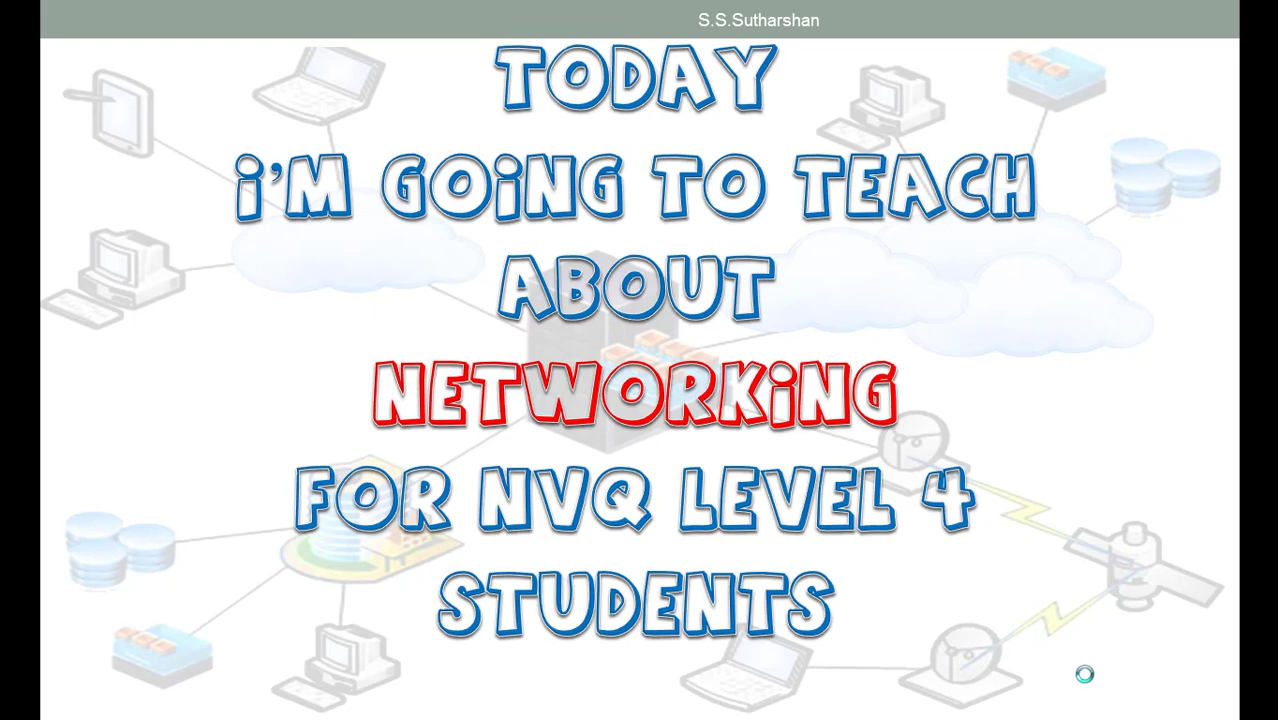 S.S.Sutharshan
TODAY
i'M GOiNG TO TEACH
ABOUT
NETWORKiNG
FOR NVQ LEVEL 4
STUDENTS